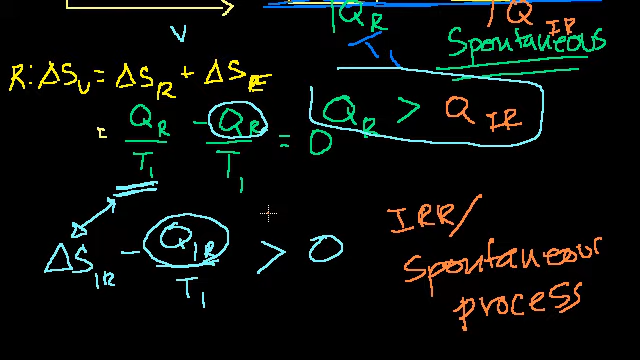 V
|Q_R
|Q_IR
T_1
Spontaneous
R: ΔS_U = ΔS_R + ΔS_E
= Q_R/T_1 - Q_R/T_1 = 0
Q_R > Q_IR
ΔS_IR - Q_IR/T_1 > 0
IRR/
Spontaneous
process